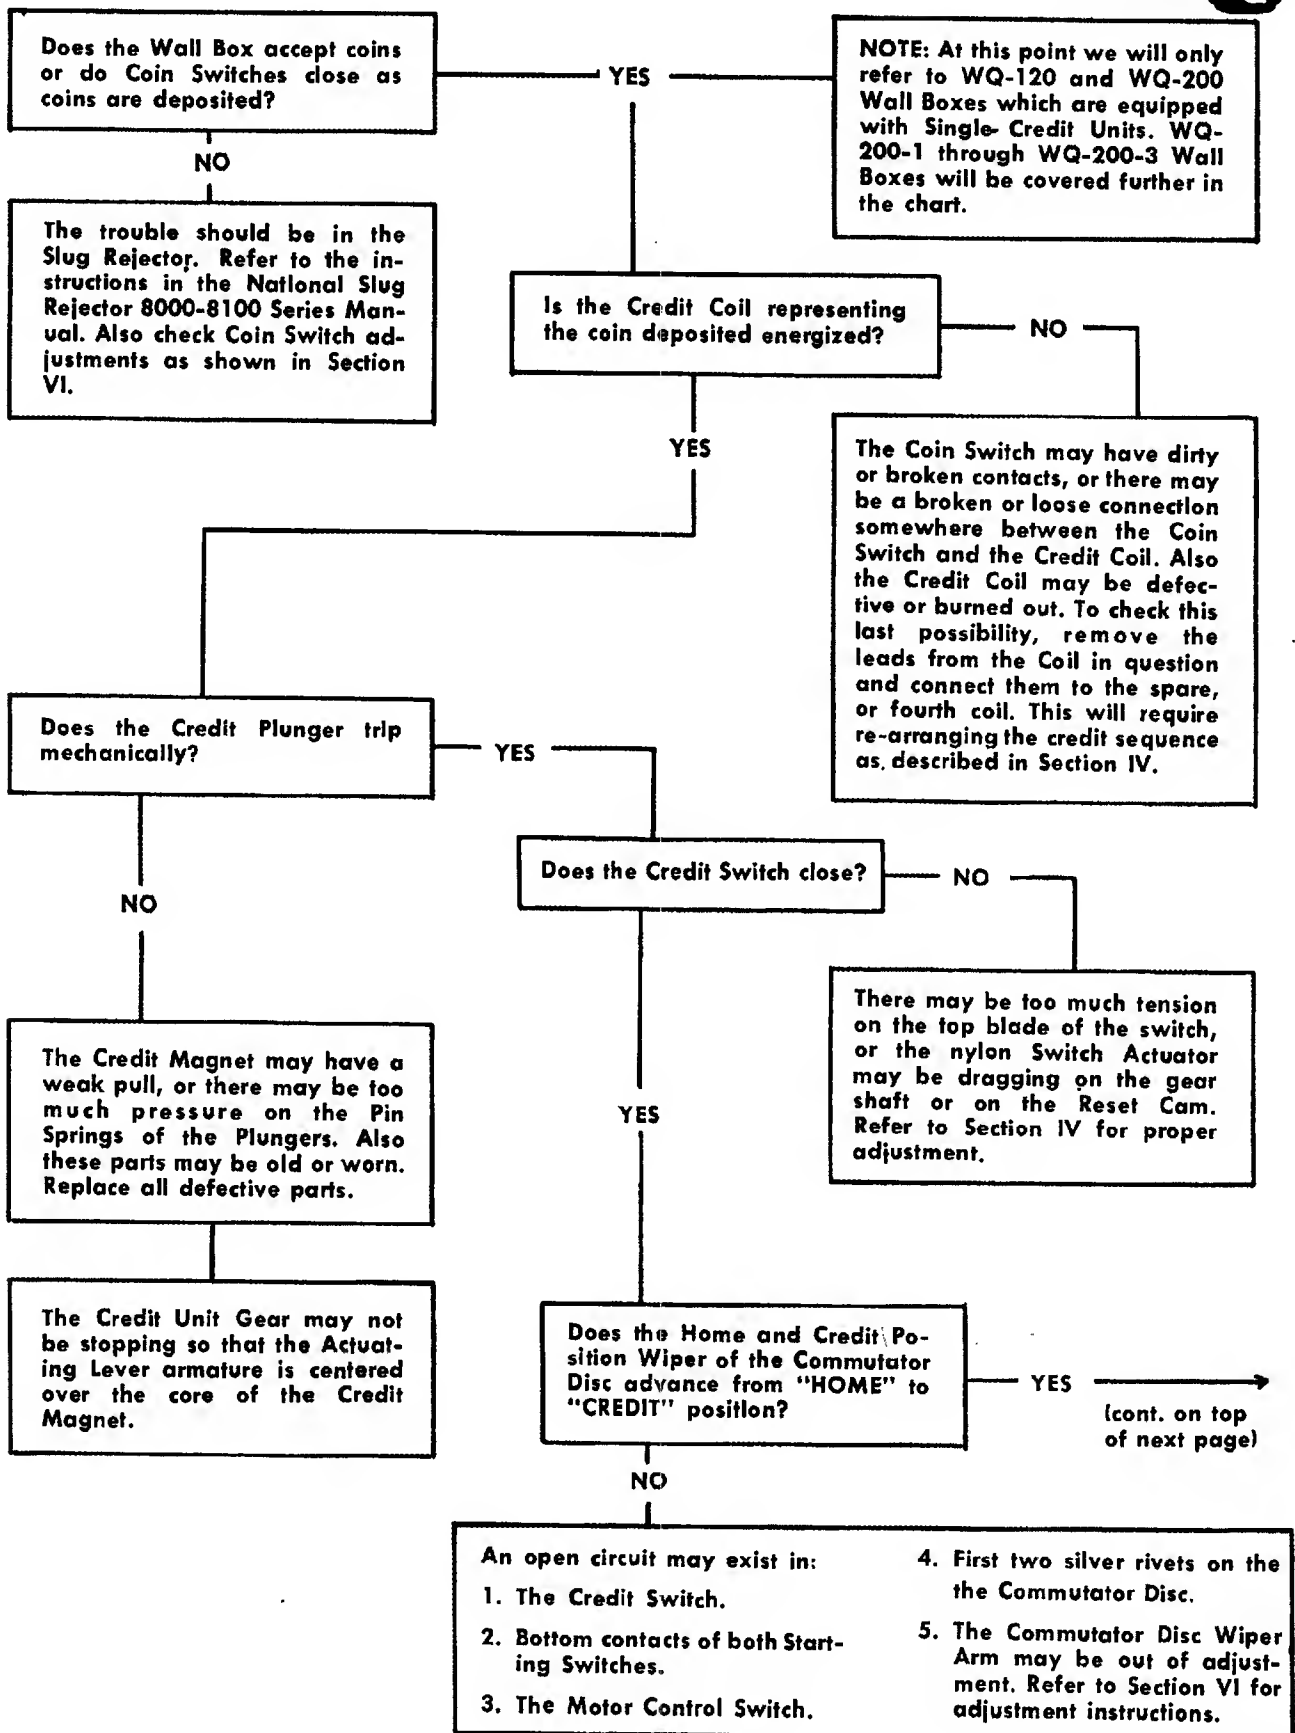 Does the Wall Box accept coins
or do Coin Switches close as
coins are deposited?
YES
NOTE: At this point we will only
refer to WQ-120 and WQ-200
Wall Boxes which are equipped
with Single- Credit Units. WQ-
200-1 through WQ-200-3 Wall
Boxes will be covered further in
the chart.
NO
The trouble should be in the
Slug Rejector. Refer to the in-
structions in the National Slug
Rejector 8000-8100 Series Man-
ual. Also check Coin Switch ad-
justments as shown in Section
VI.
Is the Credit Coil representing
the coin deposited energized?
NO
YES
The Coin Switch may have dirty
or broken contacts, or there may
be a broken or loose connection
somewhere between the Coin
Switch and the Credit Coil. Also
the Credit Coil may be defec-
tive or burned out. To check this
last possibility, remove the
leads from the Coil in question
and connect them to the spare,
or fourth coil. This will require
re-arranging the credit sequence
as. described in Section IV.
Does the Credit Plunger trip
mechanically?
YES
NO
Does the Credit Switch close?
NO
There may be too much tension
on the top blade of the switch,
or the nylon Switch Actuator
may be dragging on the gear
shaft or on the Reset Cam.
Refer to Section IV for proper
adjustment.
The Credit Magnet may have a
weak pull, or there may be too
much pressure on the Pin
Springs of the Plungers. Also
these parts may be old or worn.
Replace all defective parts.
YES
The Credit Unit Gear may not
be stopping so that the Actuat-
ing Lever armature is centered
over the core of the Credit
Magnet.
Does the Home and Credit Po-
sition Wiper of the Commutator
Disc advance from "HOME" to
"CREDIT" position?
YES
(cont. on top
of next page)
NO
An open circuit may exist in:
1. The Credit Switch.
2. Bottom contacts of both Start-
ing Switches.
3. The Motor Control Switch.
4. First two silver rivets on the
the Commutator Disc.
5. The Commutator Disc Wiper
Arm may be out of adjust-
ment. Refer to Section VI for
adjustment instructions.